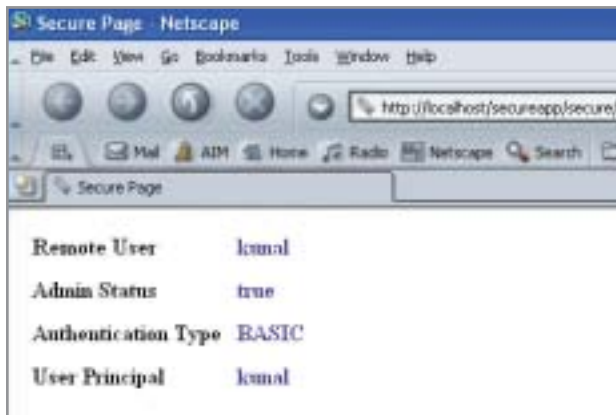 Secure Page - Netscape
File Edit View Go Bookmarks Tools Window Help
http://localhost/secureapp/secure/
Mail AIM Home Radio Netscape Search
Secure Page
Remote User kunal
Admin Status true
Authentication Type BASIC
User Principal kunal